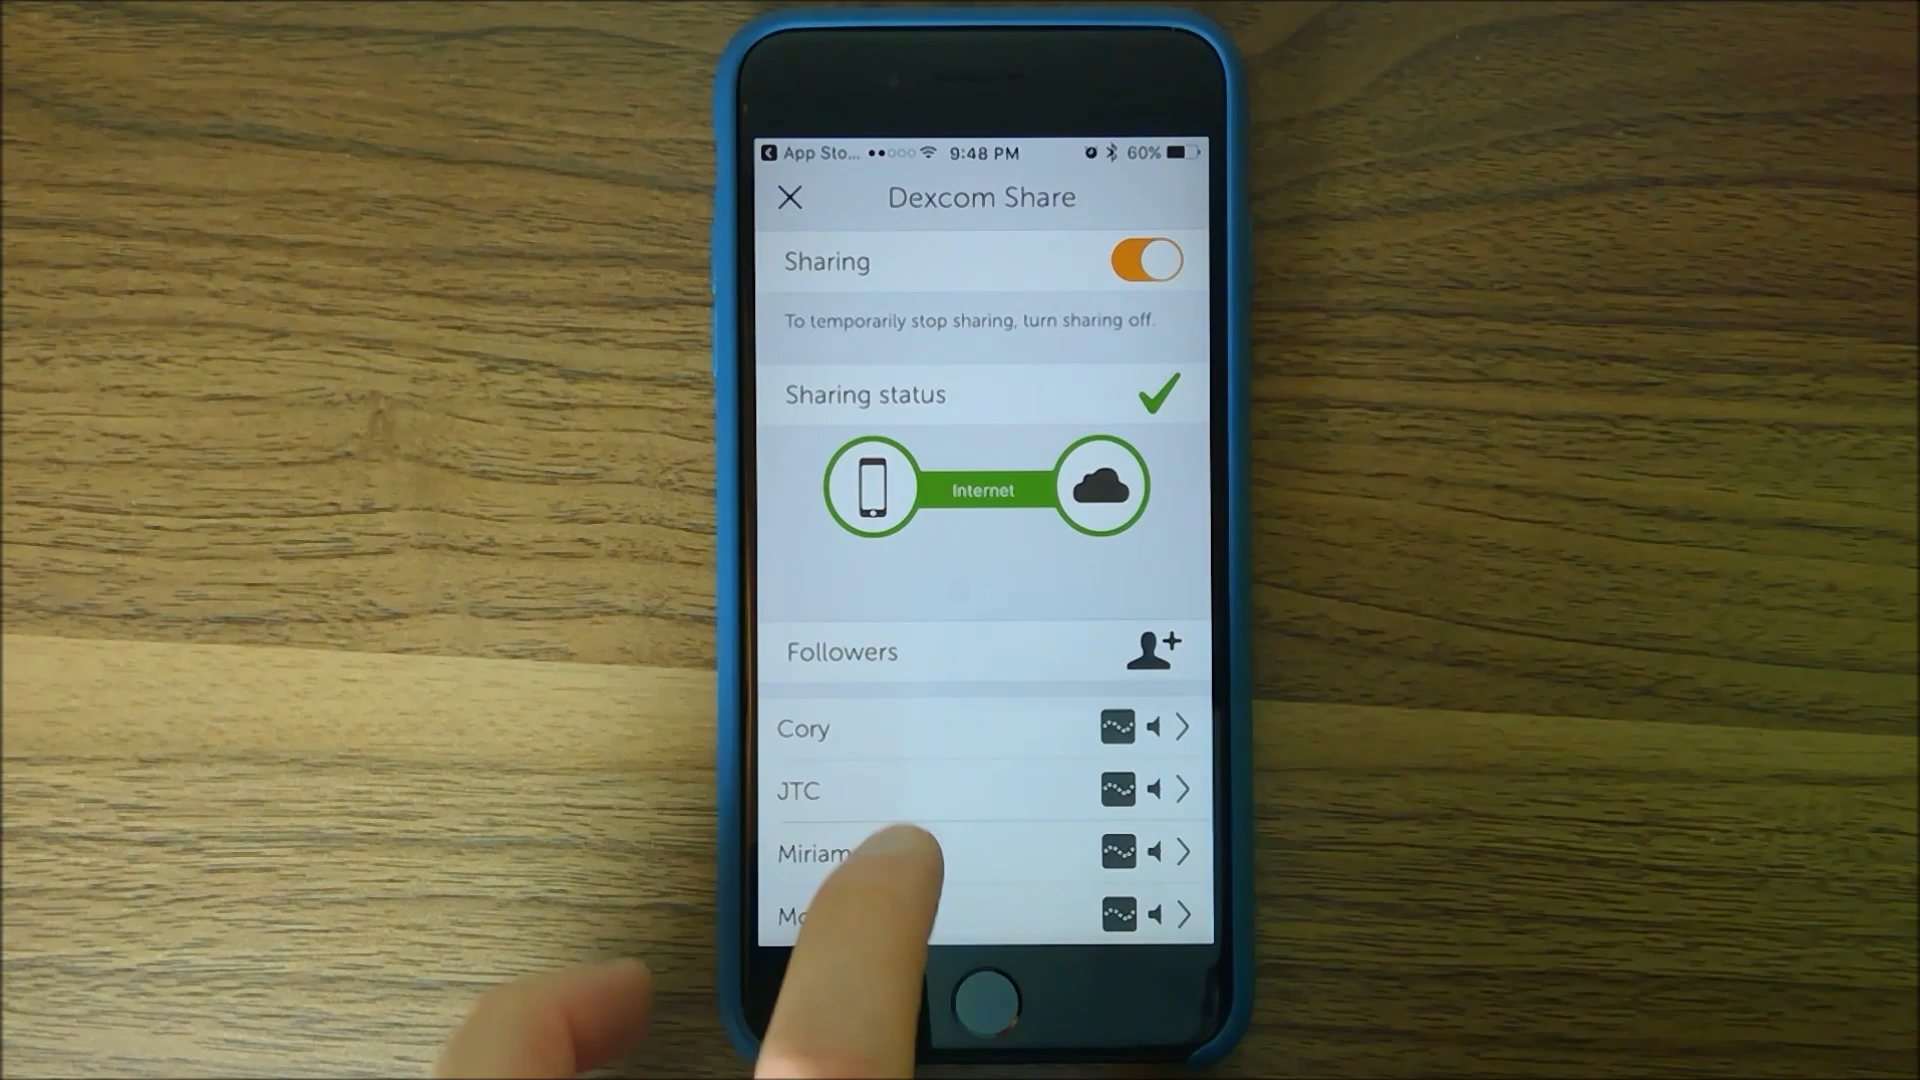 App Sto... 9:48 PM 60%
Dexcom Share
Sharing
To temporarily stop sharing, turn sharing off.
Sharing status
Internet
Followers
Cory
JTC
Miriam